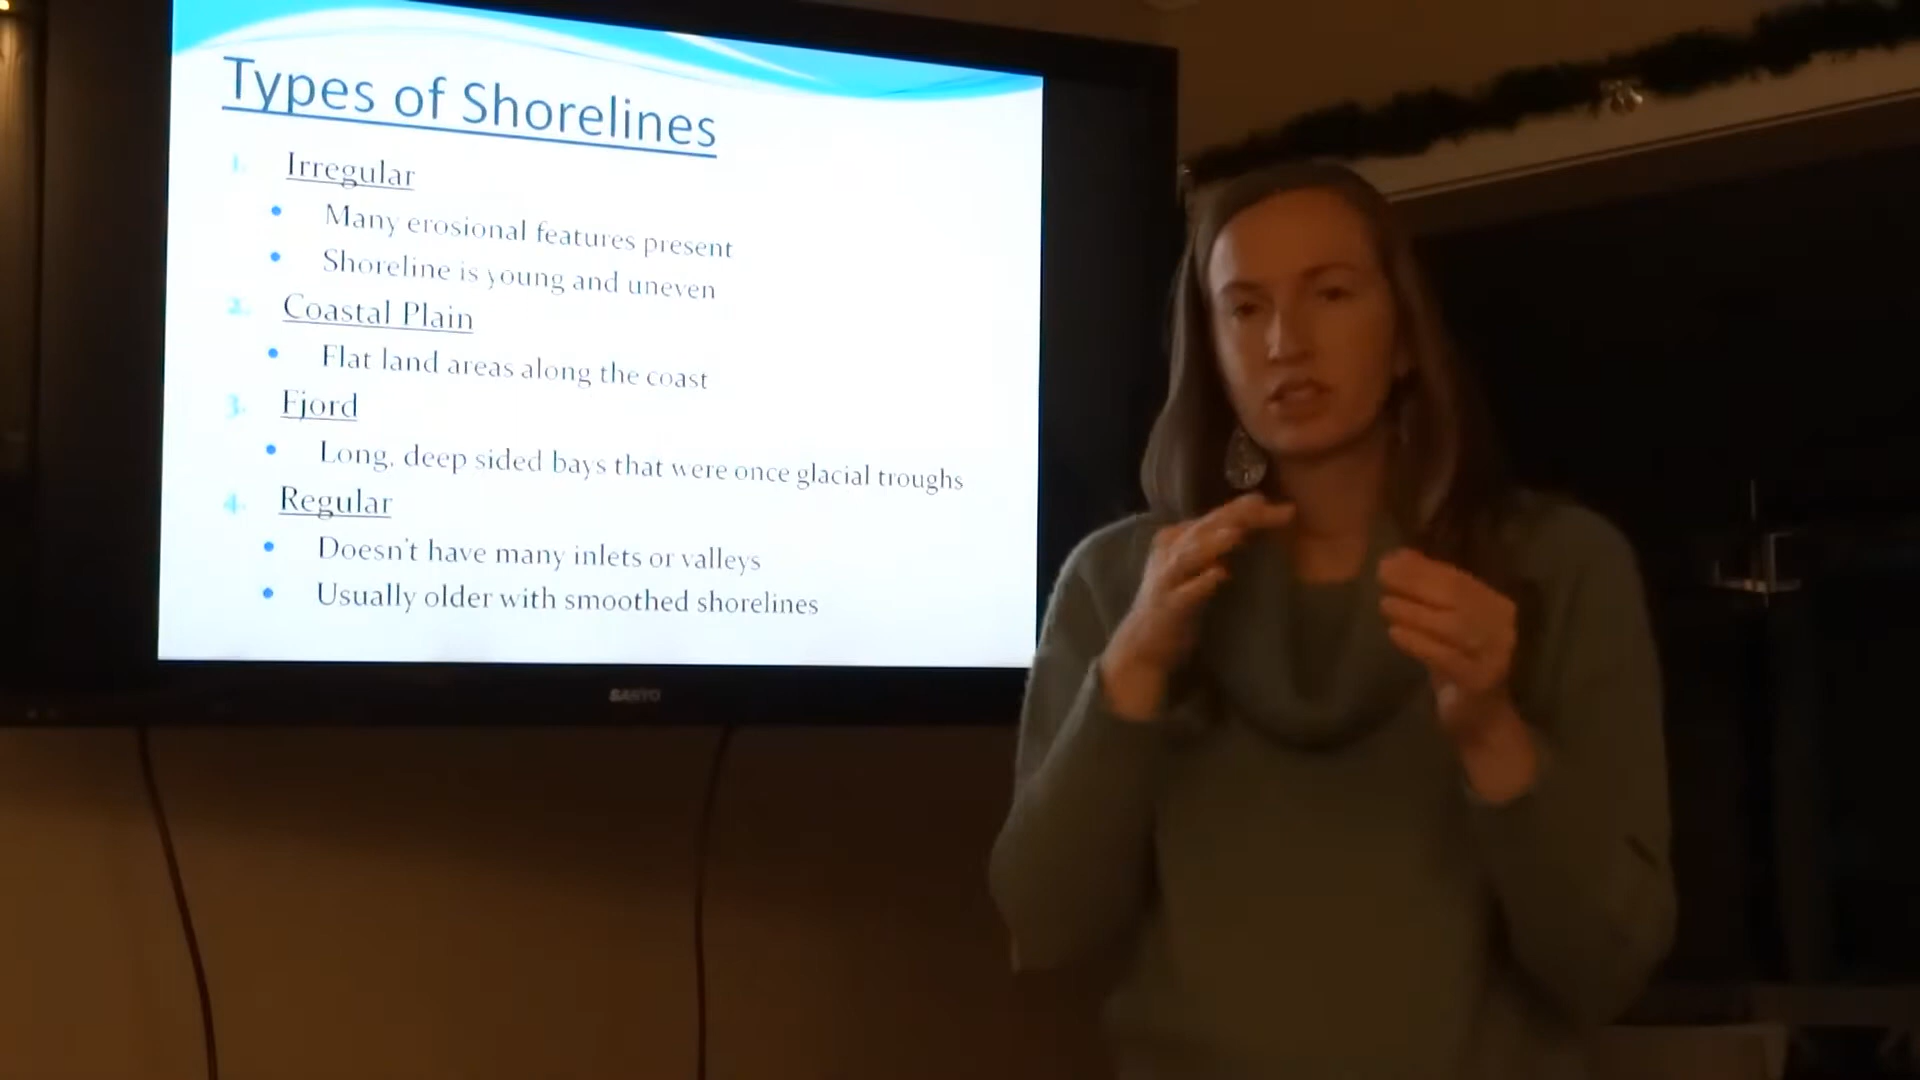 Types of Shorelines
1. Irregular
• Many erosional features present
• Shoreline is young and uneven
2. Coastal Plain
• Flat land areas along the coast
3. Fjord
• Long, deep sided bays that were once glacial troughs
4. Regular
• Doesn't have many inlets or valleys
• Usually older with smoothed shorelines
SANYO